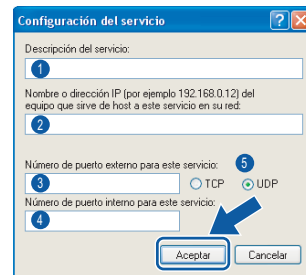 Configuración del servicio
Descripción del servicio:
1
Nombre o dirección IP (por ejemplo 192.168.0.12) del
equipo que sirve de host a este servicio en su red:
2
Número de puerto externo para este servicio: 5
3 TCP UDP
Número de puerto interno para este servicio:
4
Aceptar Cancelar